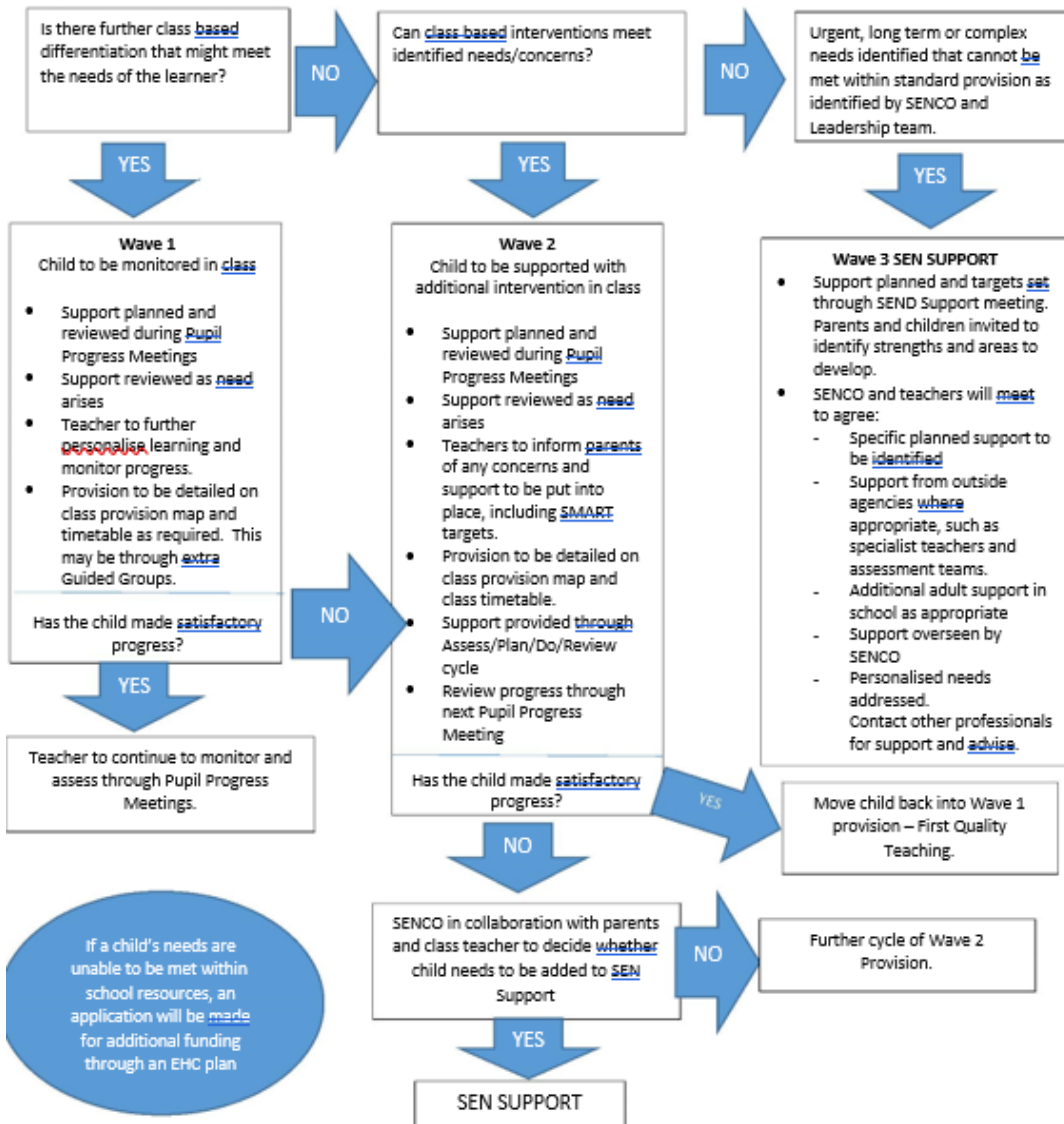 Is there further class based
differentiation that might meet
the needs of the learner?
NO
Can class based interventions meet
identified needs/concerns?
NO
Urgent, long term or complex
needs identified that cannot be
met within standard provision as
identified by SENCO and
Leadership team.
YES
YES
YES
Wave 1
Child to be monitored in class
• Support planned and
reviewed during Pupil
Progress Meetings
• Support reviewed as need
arises
• Teacher to further
personalise learning and
monitor progress.
• Provision to be detailed on
class provision map and
timetable as required. This
may be through extra
Guided Groups.
Has the child made satisfactory
progress?
NO
YES
Teacher to continue to monitor and
assess through Pupil Progress
Meetings.
Wave 2
Child to be supported with
additional intervention in class
• Support planned and
reviewed during Pupil
Progress Meetings
• Support reviewed as need
arises
• Teachers to inform parents
of any concerns and
support to be put into
place, including SMART
targets.
• Provision to be detailed on
class provision map and
class timetable.
• Support provided through
Assess/Plan/Do/Review
cycle
• Review progress through
next Pupil Progress
Meeting
Has the child made satisfactory
progress?
YES
NO
Wave 3 SEN SUPPORT
• Support planned and targets set
through SEND Support meeting.
Parents and children invited to
identify strengths and areas to
develop.
• SENCO and teachers will meet
to agree:
- Specific planned support to
be identified
- Support from outside
agencies where
appropriate, such as
specialist teachers and
assessment teams.
- Additional adult support in
school as appropriate
- Support overseen by
SENCO
- Personalised needs
addressed.
Contact other professionals
for support and advise.
Move child back into Wave 1
provision – First Quality
Teaching.
SENCO in collaboration with parents
and class teacher to decide whether
child needs to be added to SEN
Support
NO
Further cycle of Wave 2
Provision.
YES
SEN SUPPORT
If a child's needs are
unable to be met within
school resources, an
application will be made
for additional funding
through an EHC plan